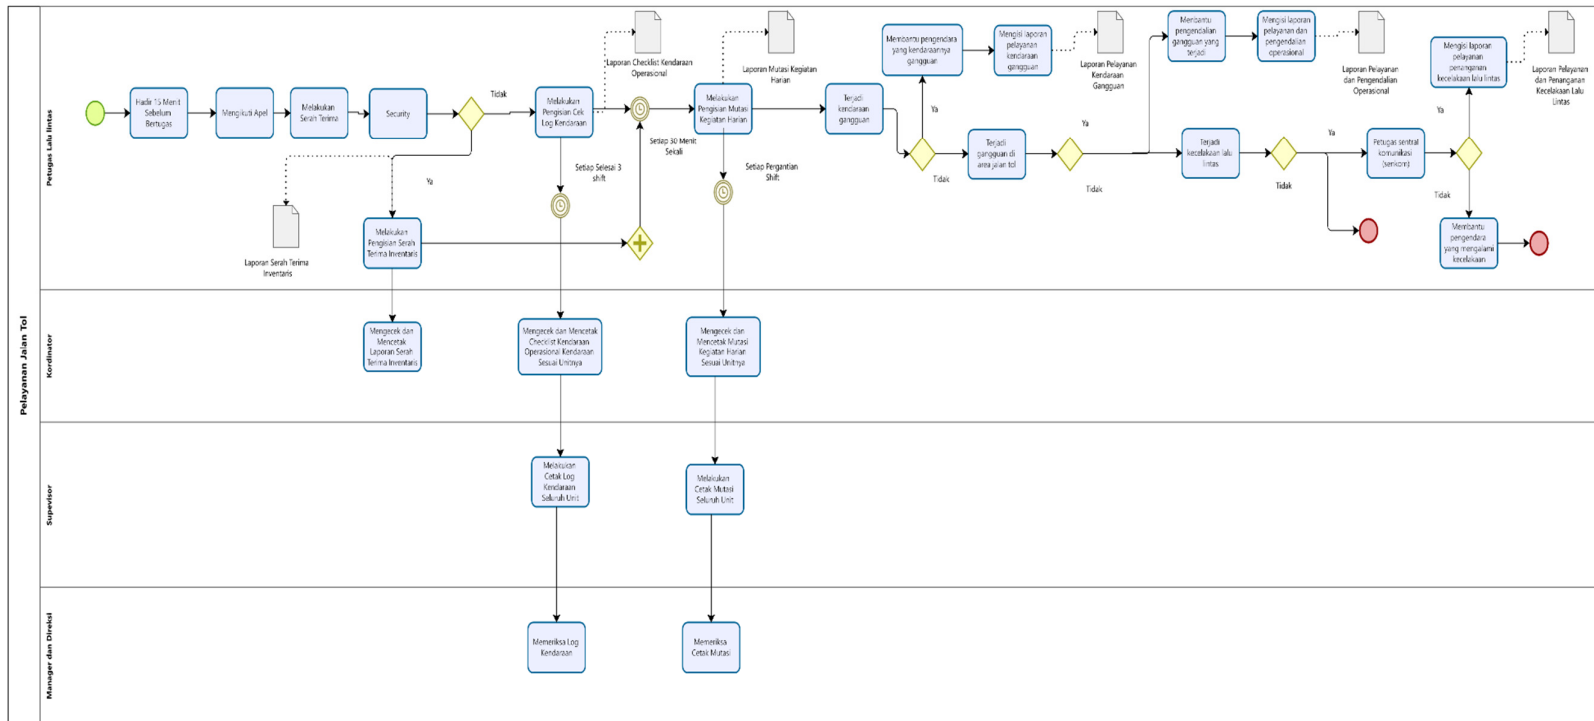 Pelayanan Jalan Tol
Petugas Lalu lintas
Hadir 15 Menit
Sebelum
Bertugas
Mengikuti Apel
Melakukan
Serah Terima
Security
Tidak
Ya
Laporan Serah Terima
Inventaris
Melakukan
Pengisian Serah
Terima Inventaris
Melakukan
Pengisian Cek
Log Kendaraan
Laporan Checklist Kendaraan
Operasional
Setiap Selesai 3
shift
Setiap 30 Menit
Sekali
Melakukan
Pengisian Mutasi
Kegiatan Harian
Laporan Mutasi Kegiatan
Harian
Setiap Pergantian
Shift
Terjadi
kendaraan
gangguan
Ya
Tidak
Membantu pengendara
yang kendaraannya
gangguan
Mengisi laporan
pelayanan
kendaraan
gangguan
Laporan Pelayanan
Kendaraan
Gangguan
Terjadi
gangguan di
area jalan tol
Ya
Tidak
Membantu
pengendalian
gangguan yang
terjadi
Mengisi laporan
pelayanan dan
pengendalian
operasional
Laporan Pelayanan
dan Pengendalian
Operasional
Terjadi
kecelakaan lalu
lintas
Ya
Tidak
Petugas sentral
komunikasi
(senkom)
Ya
Tidak
Mengisi laporan
pelayanan
penanganan
kecelakaan lalu lintas
Laporan Pelayanan
dan Penanganan
Kecelakaan Lalu
Lintas
Membantu
pengendara
yang mengalami
kecelakaan
Kordinator
Mengecek dan
Mencetak
Laporan Serah
Terima Inventaris
Mengecek dan Mencetak
Checklist Kendaraan
Operasional Kendaraan
Sesuai Unitnya
Mengecek dan
Mencetak Mutasi
Kegiatan Harian
Sesuai Unitnya
Supevisor
Melakukan
Cetak Log
Kendaraan
Seluruh Unit
Melakukan
Cetak Mutasi
Seluruh Unit
Manager dan Direksi
Memeriksa Log
Kendaraan
Memeriksa
Cetak Mutasi